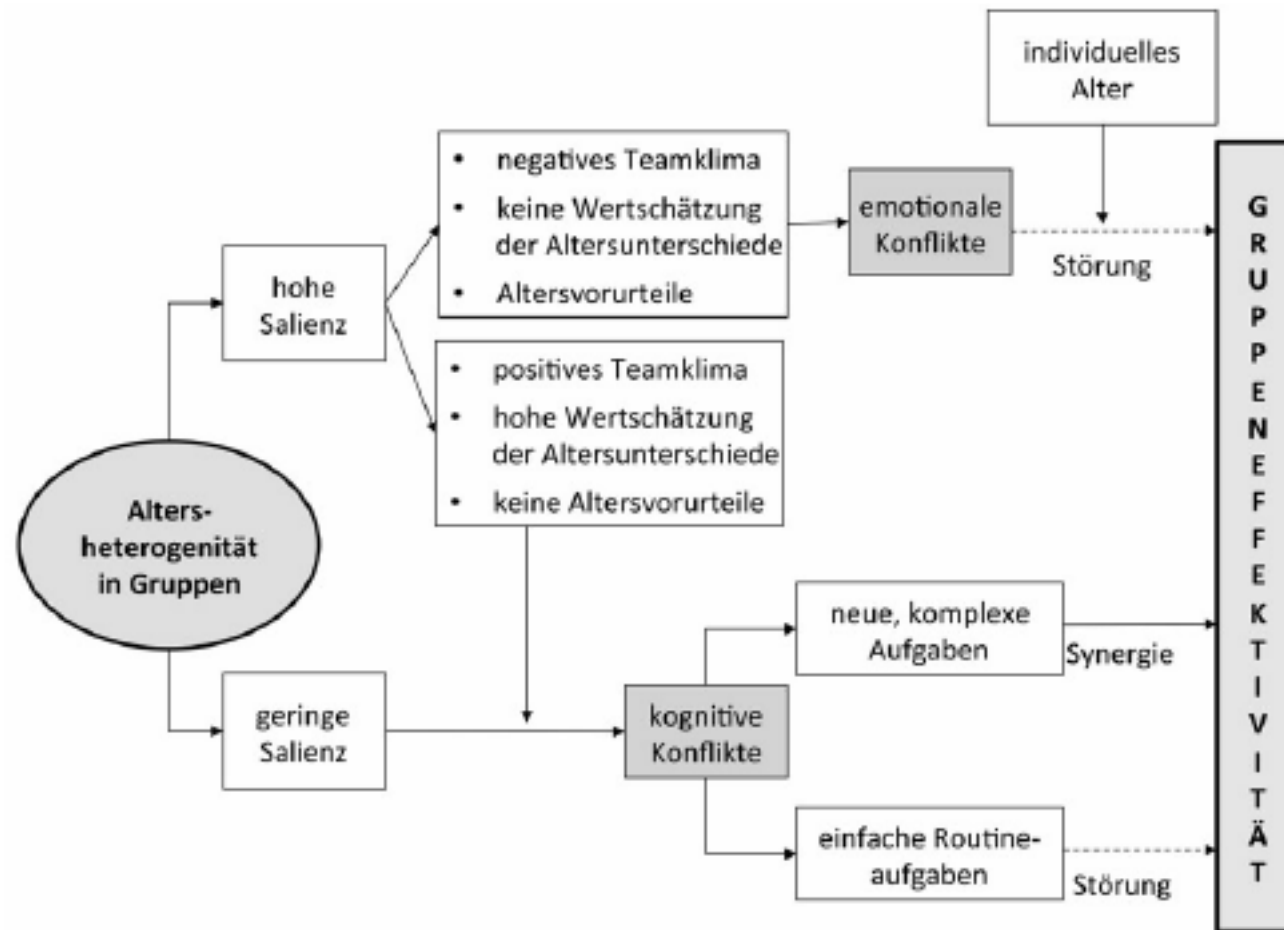 individuelles
Alter
• negatives Teamklima
• keine Wertschätzung
der Altersunterschiede
• Altersvorurteile
emotionale
Konflikte
Störung
hohe
Salienz
• positives Teamklima
• hohe Wertschätzung
der Altersunterschiede
• keine Altersvorurteile
Alters-
heterogenität
in Gruppen
geringe
Salienz
kognitive
Konflikte
neue, komplexe
Aufgaben
Synergie
einfache Routine-
aufgaben
Störung
GRUPPENEFFEKTIVITÄT